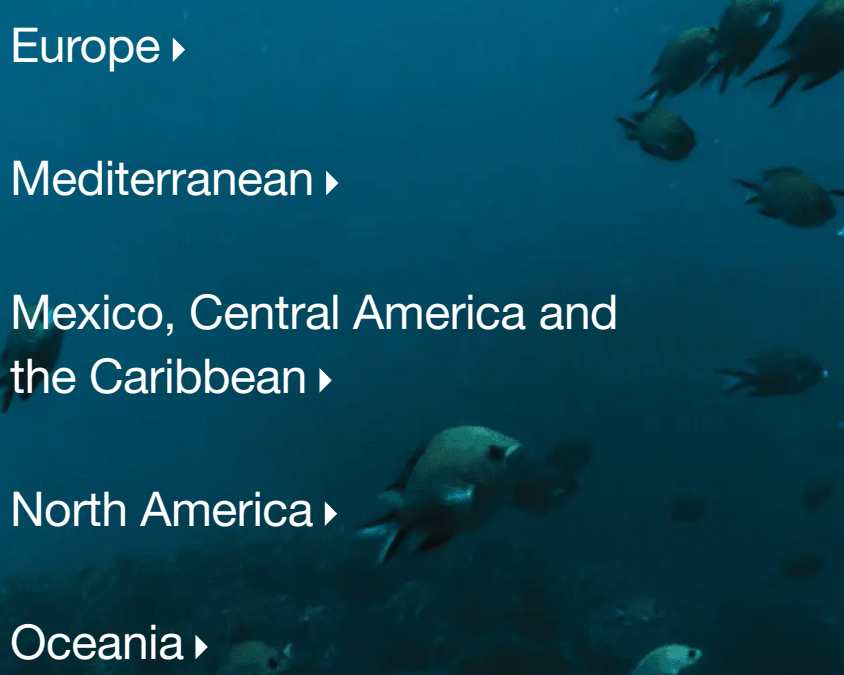 Europe
Mediterranean
Mexico, Central America and
the Caribbean
North America
Oceania